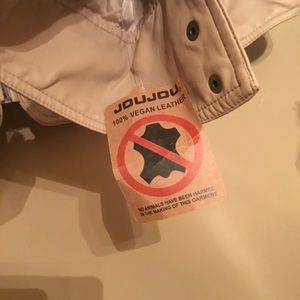 JOUJOU
100% VEGAN LEATHER
NO ANIMALS HAVE BEEN HARMED
IN THE MAKING OF THIS GARMENT